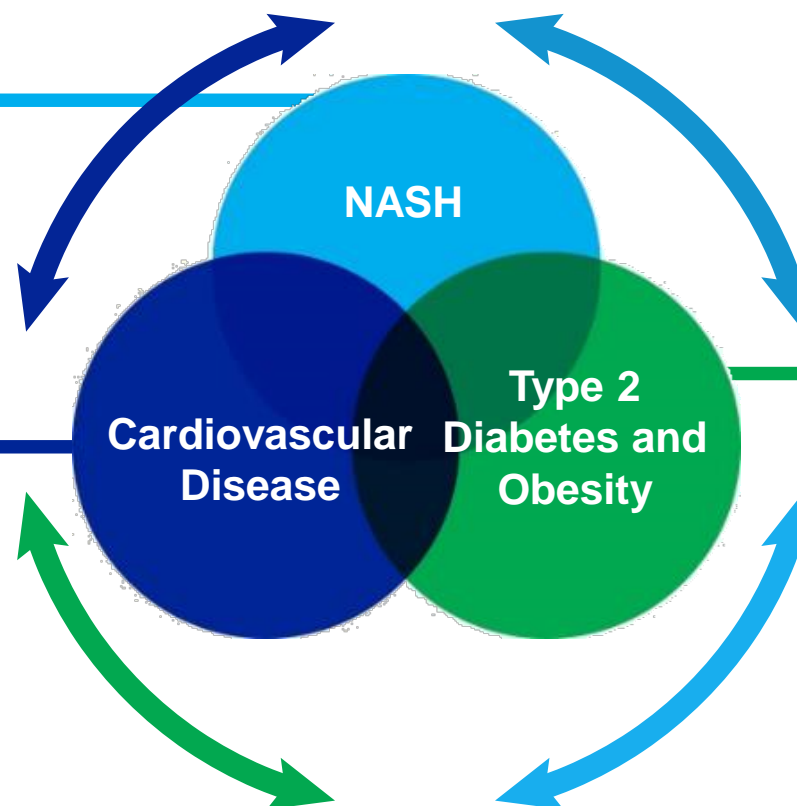 NASH
Cardiovascular
Disease
Type 2
Diabetes and
Obesity